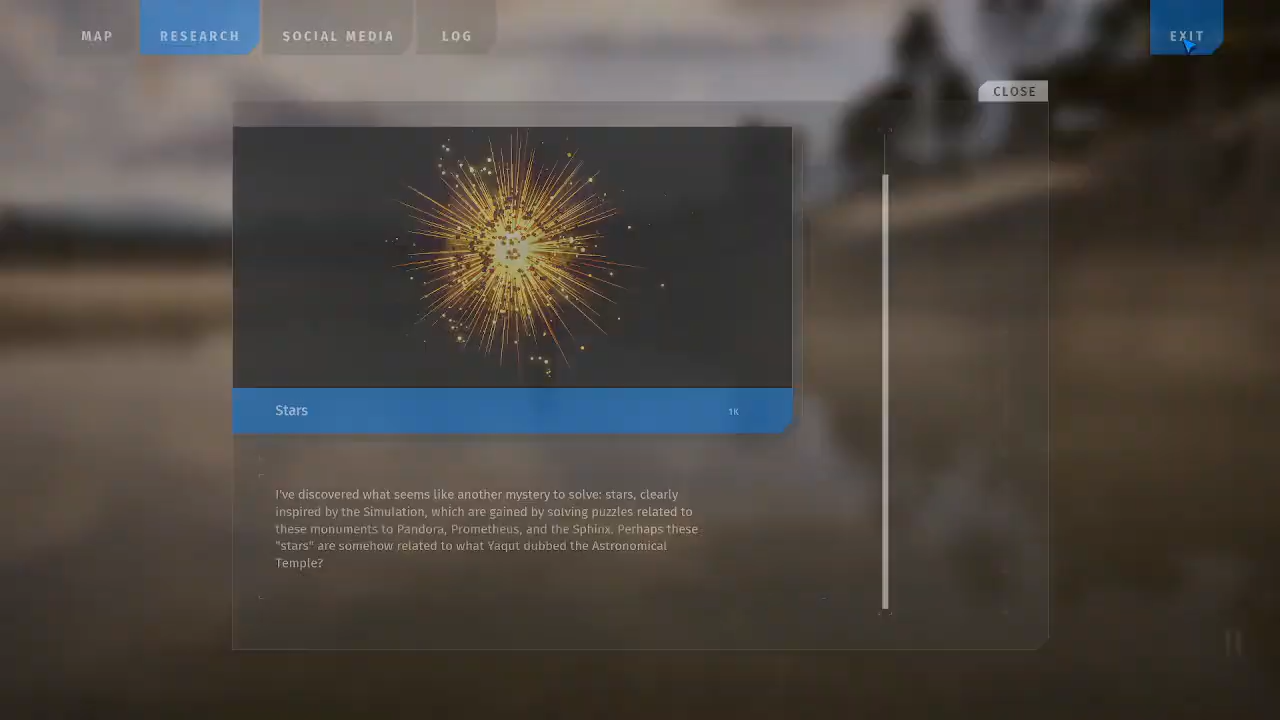 MAP
RESEARCH
SOCIAL MEDIA
LOG
EXIT
CLOSE
Stars
1K
I've discovered what seems like another mystery to solve: stars, clearly
inspired by the Simulation, which are gained by solving puzzles related to
these monuments to Pandora, Prometheus, and the Sphinx. Perhaps these
"stars" are somehow related to what Yaqut dubbed the Astronomical
Temple?